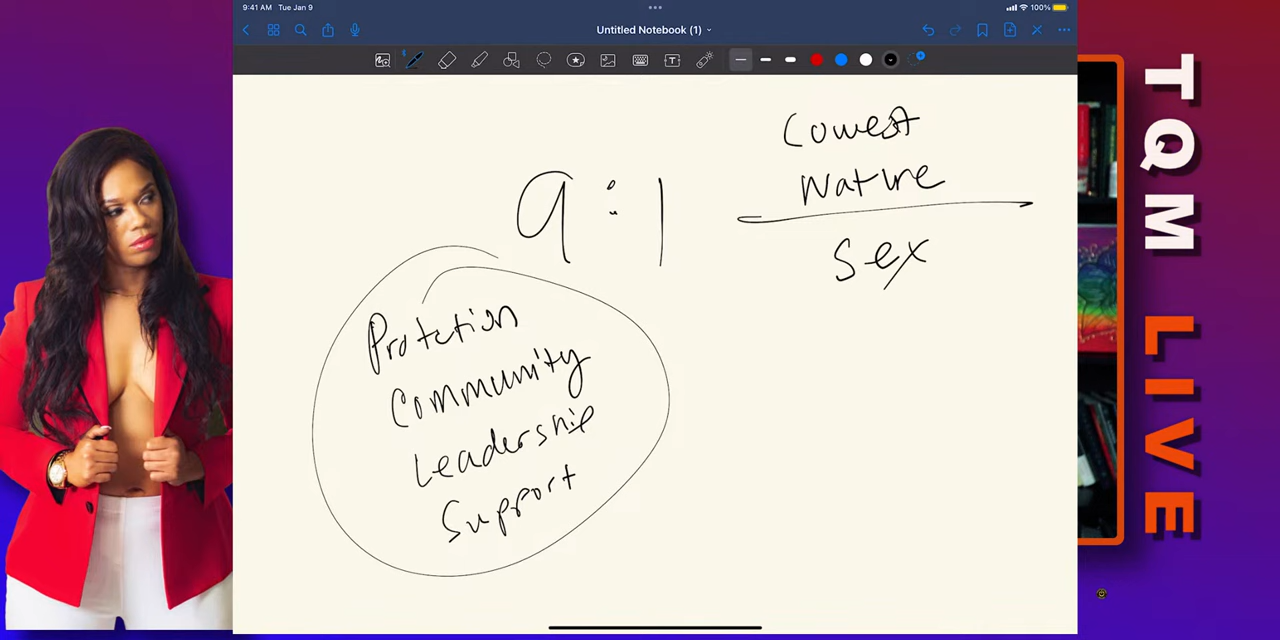 9:41 AM Tue Jan 9
100%
Untitled Notebook (1)
9:1
Lowest
Nature
Sex
Protetion
Community
Leadership
Support
TQM LIVE